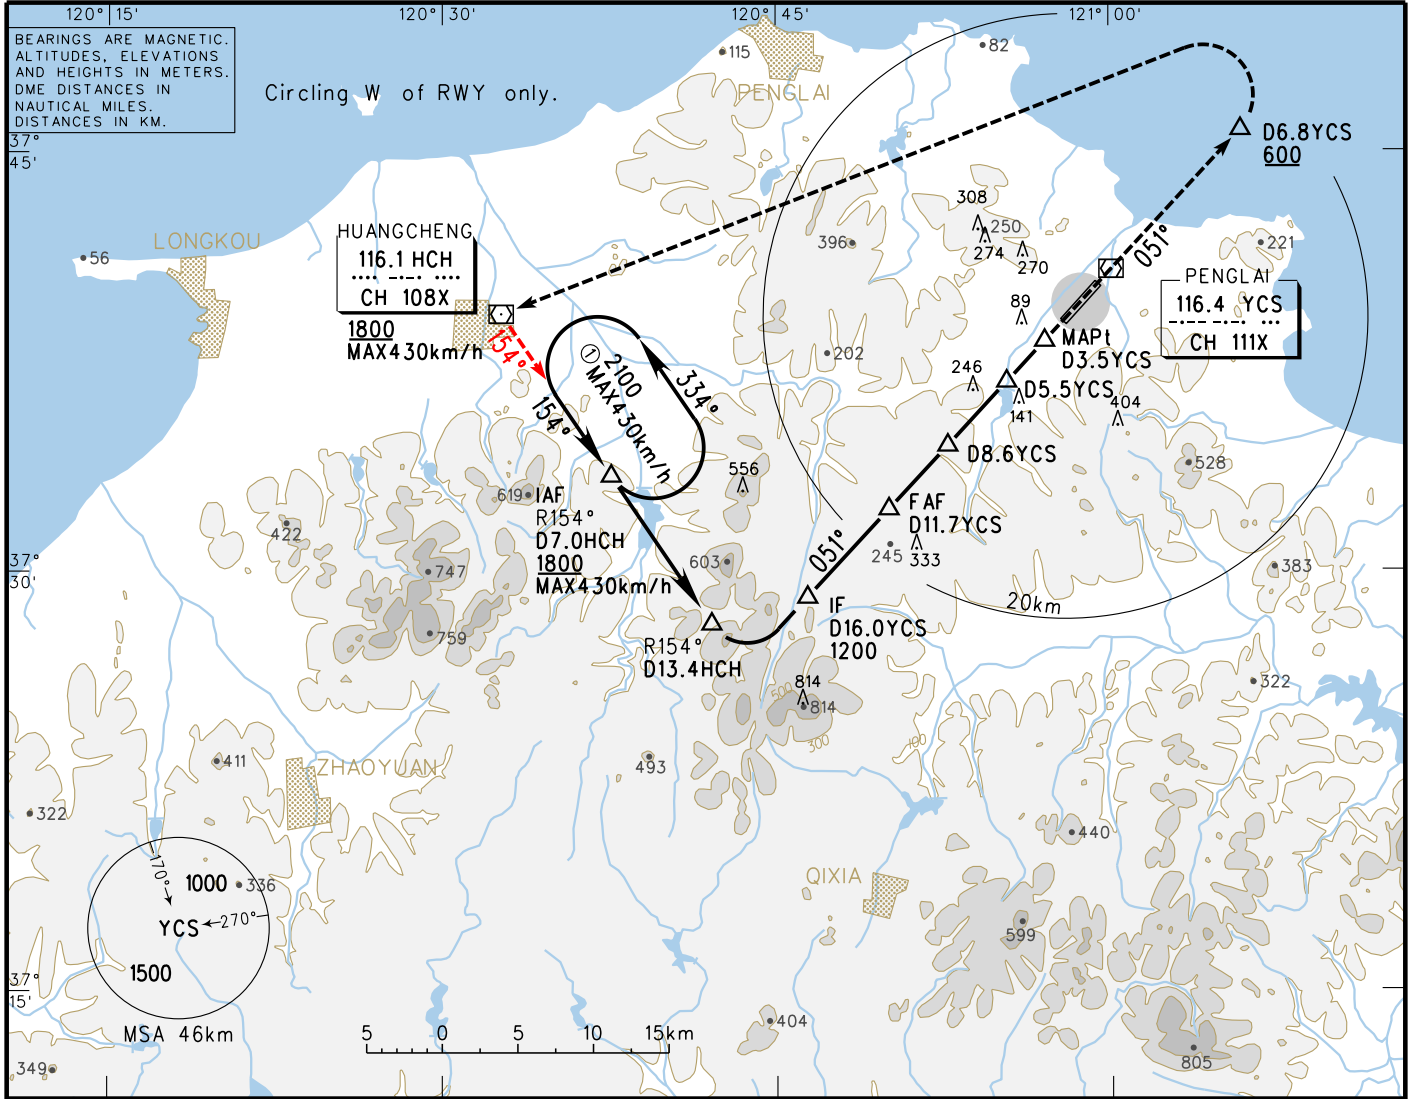 120° 15'
120° 30'
120° 45'
121° 00'
BEARINGS ARE MAGNETIC.
ALTITUDES, ELEVATIONS
AND HEIGHTS IN METERS.
DME DISTANCES IN
NAUTICAL MILES.
DISTANCES IN KM.
Circling W of RWY only.
115
82
PENGLAI
37°
45'
D6.8YCS
600
308
250
274
270
396
051°
221
HUANGCHENG
116.1 HCH
CH 108X
LONGKOU
56
PENGLAI
116.4 YCS
CH 111X
1800
MAX430km/h
154°
1
2100
MAX430km/h
334°
154°
89
202
MAPt
D3.5YCS
246
D5.5YCS
141
404
D8.6YCS
528
556
619
IAF
R154°
D7.0HCH
1800
MAX430km/h
422
747
759
603
FAF
D11.7YCS
245
333
051°
383
20km
37°
30'
IF
D16.0YCS
1200
R154°
D13.4HCH
814
814
500
300
100
322
411
ZHAOYUAN
493
322
440
QIXIA
599
170°
1000
336
YCS
270°
1500
MSA 46km
37°
15'
5
0
5
10
15km
404
805
349